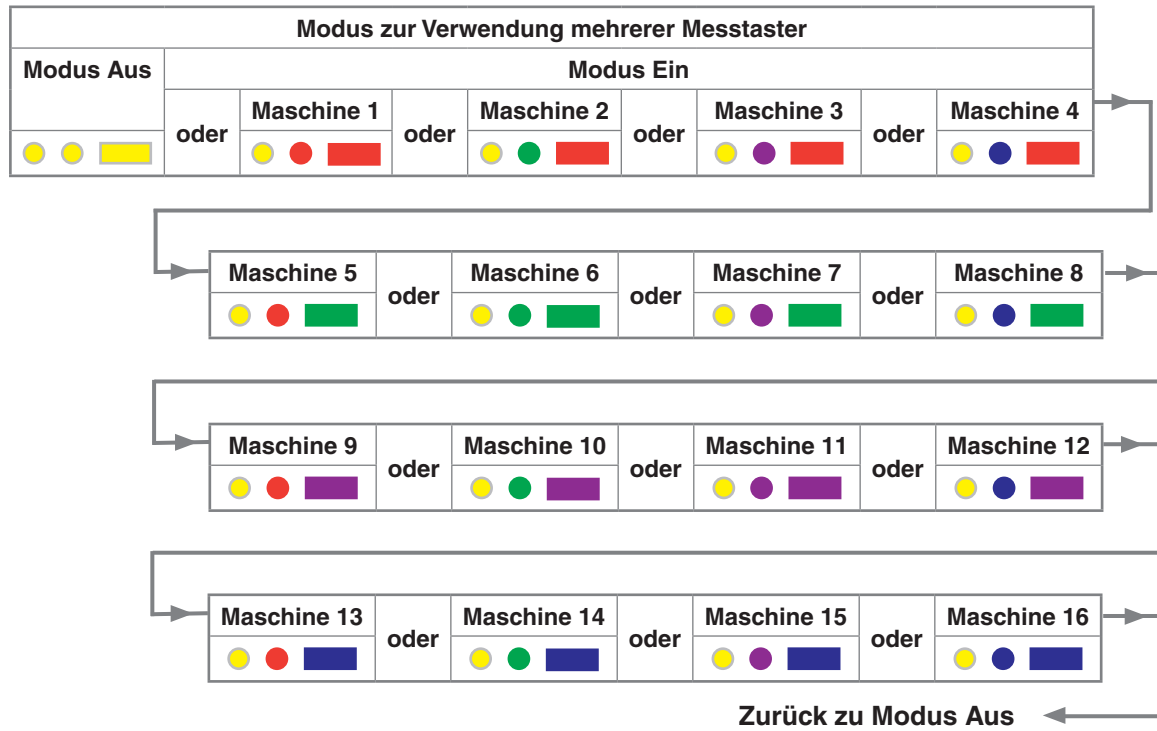 Modus zur Verwendung mehrerer Messtaster
Modus Aus
Modus Ein
oder
Maschine 1
oder
Maschine 2
oder
Maschine 3
oder
Maschine 4
Maschine 5
oder
Maschine 6
oder
Maschine 7
oder
Maschine 8
Maschine 9
oder
Maschine 10
oder
Maschine 11
oder
Maschine 12
Maschine 13
oder
Maschine 14
oder
Maschine 15
oder
Maschine 16
Zurück zu Modus Aus